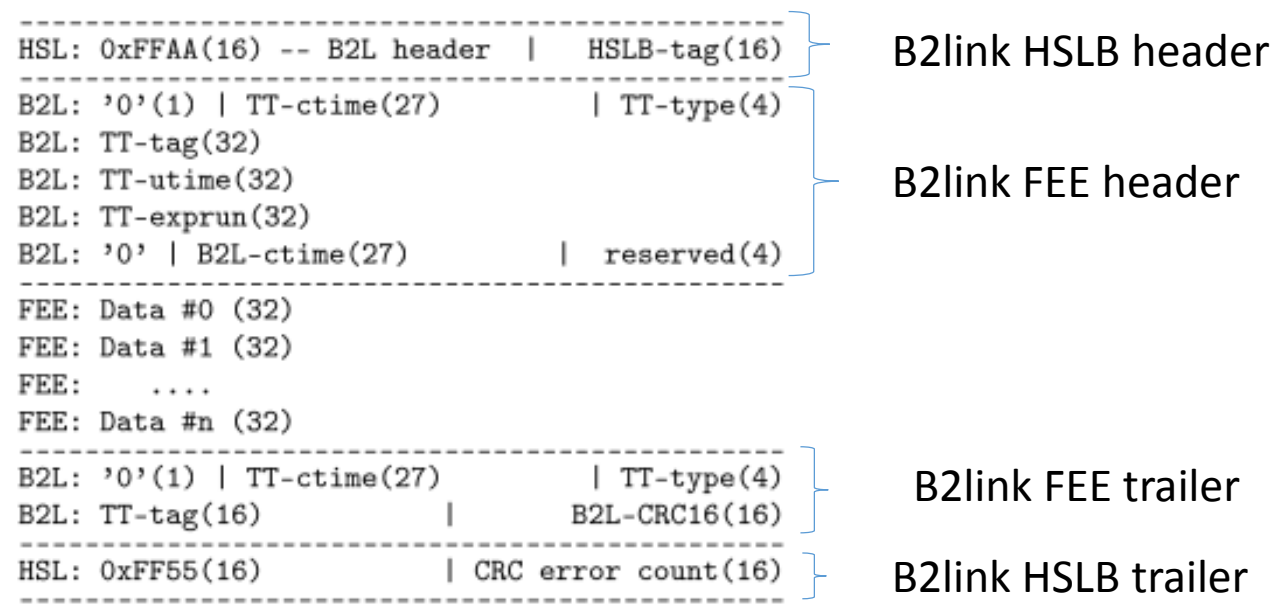 HSL: 0xFFAA(16) -- B2L header | HSLB-tag(16)
B2link HSLB header
B2L: '0'(1) | TT-ctime(27) | TT-type(4)
B2L: TT-tag(32)
B2L: TT-utime(32)
B2link FEE header
B2L: TT-exprun(32)
B2L: '0' | B2L-ctime(27) | reserved(4)
FEE: Data #0 (32)
FEE: Data #1 (32)
FEE: ....
FEE: Data #n (32)
B2L: '0'(1) | TT-ctime(27) | TT-type(4)
B2link FEE trailer
B2L: TT-tag(16) | B2L-CRC16(16)
HSL: 0xFF55(16) | CRC error count(16)
B2link HSLB trailer